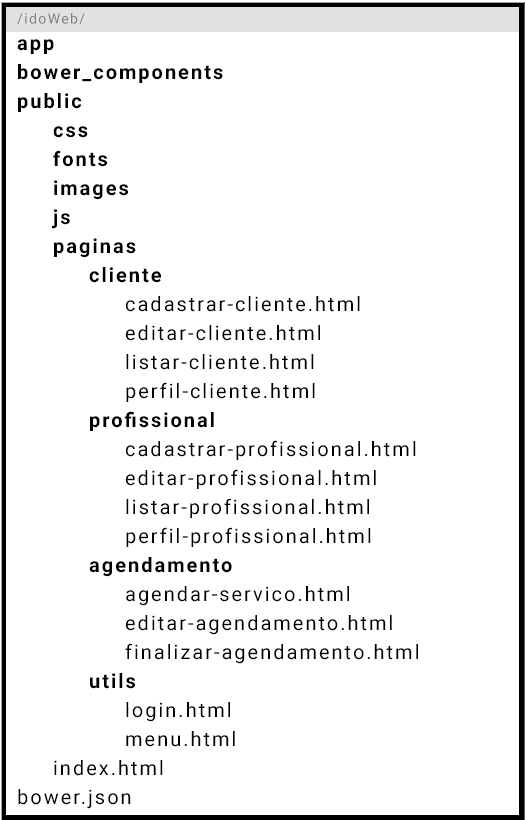 /idoWeb/
app
bower_components
public
css
fonts
images
js
paginas
cliente
cadastrar-cliente.html
editar-cliente.html
listar-cliente.html
perfil-cliente.html
profissional
cadastrar-profissional.html
editar-profissional.html
listar-profissional.html
perfil-profissional.html
agendamento
agendar-servico.html
editar-agendamento.html
finalizar-agendamento.html
utils
login.html
menu.html
index.html
bower.json